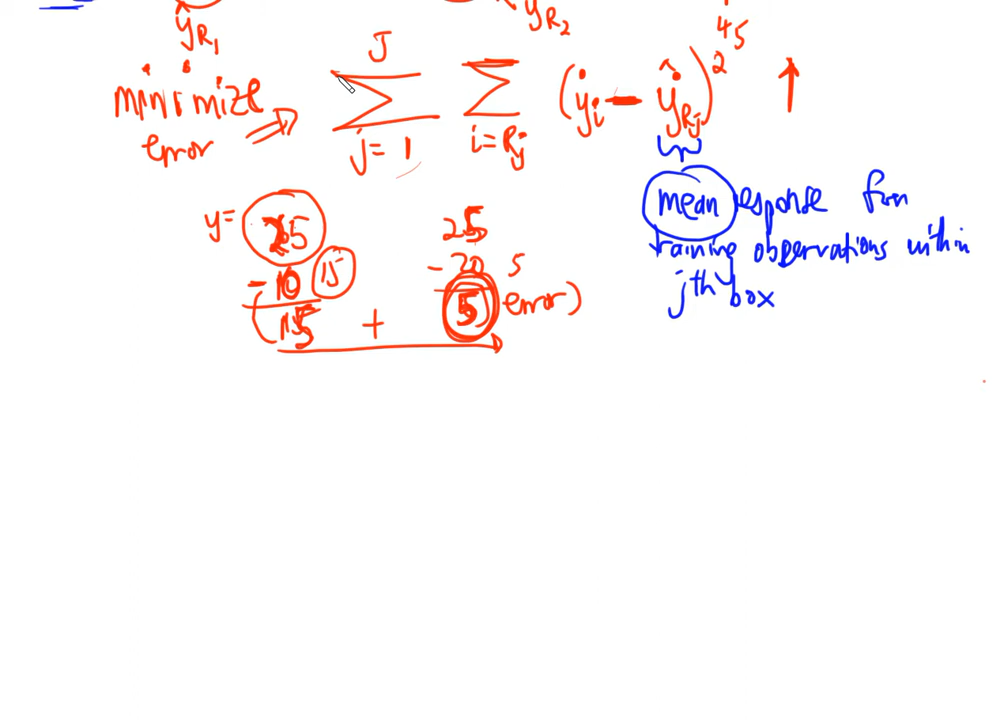 ŷR₁ ŷR₂
45
minimize error ⇒ J Σ j=1 Σ i=Rj (yi − ŷRj)² ↑
y= 25 25
−10 15 −20 5
(15 + 5 error)
mean response from
training observations within
jth box